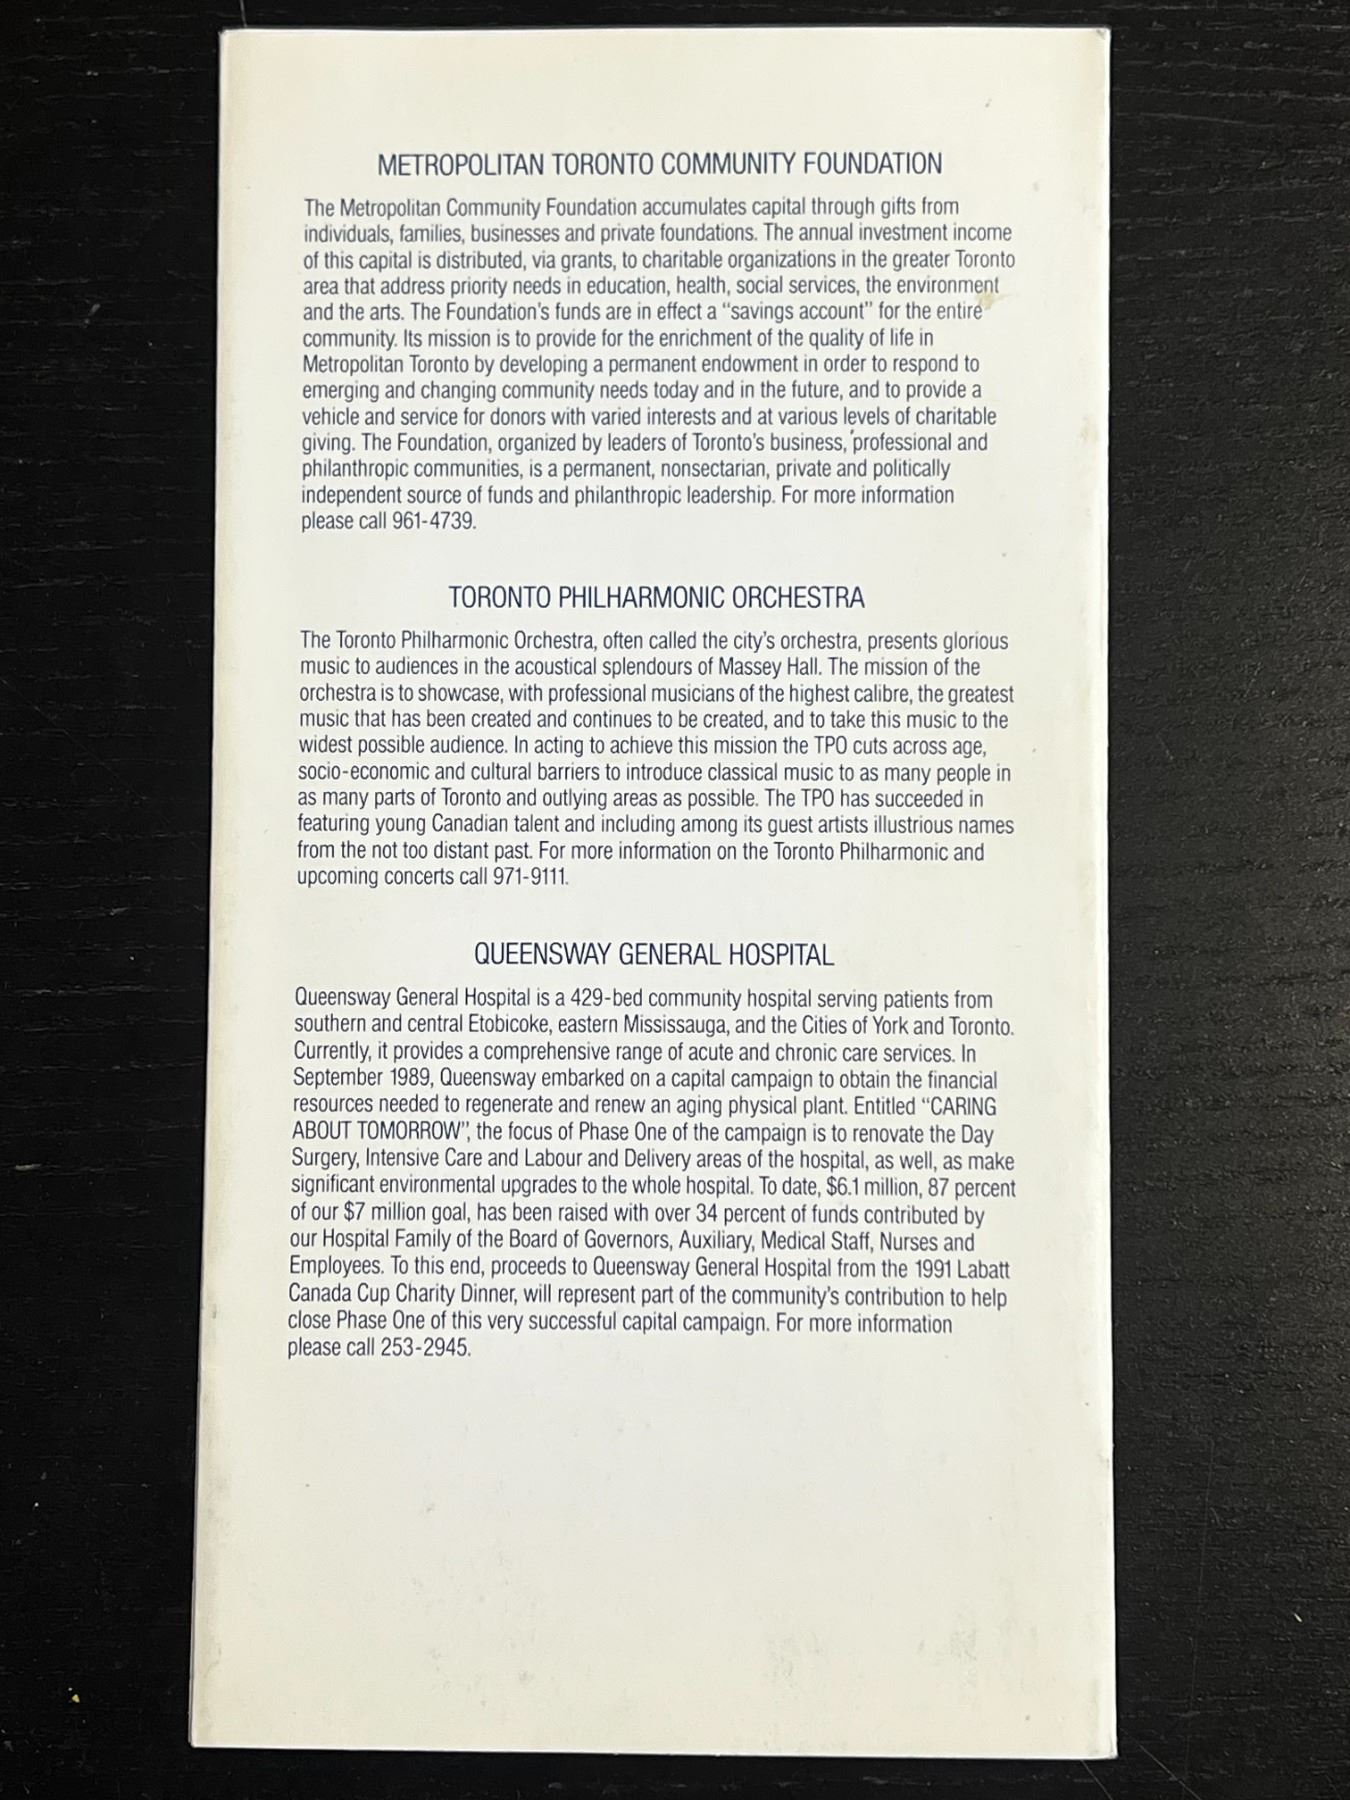 METROPOLITAN TORONTO COMMUNITY FOUNDATION
The Metropolitan Community Foundation accumulates capital through gifts from
individuals, families, businesses and private foundations. The annual investment income
of this capital is distributed, via grants, to charitable organizations in the greater Toronto
area that address priority needs in education, health, social services, the environment
and the arts. The Foundation's funds are in effect a "savings account" for the entire
community. Its mission is to provide for the enrichment of the quality of life in
Metropolitan Toronto by developing a permanent endowment in order to respond to
emerging and changing community needs today and in the future, and to provide a
vehicle and service for donors with varied interests and at various levels of charitable
giving. The Foundation, organized by leaders of Toronto's business, professional and
philanthropic communities, is a permanent, nonsectarian, private and politically
independent source of funds and philanthropic leadership. For more information
please call 961-4739.
TORONTO PHILHARMONIC ORCHESTRA
The Toronto Philharmonic Orchestra, often called the city's orchestra, presents glorious
music to audiences in the acoustical splendours of Massey Hall. The mission of the
orchestra is to showcase, with professional musicians of the highest calibre, the greatest
music that has been created and continues to be created, and to take this music to the
widest possible audience. In acting to achieve this mission the TPO cuts across age,
socio-economic and cultural barriers to introduce classical music to as many people in
as many parts of Toronto and outlying areas as possible. The TPO has succeeded in
featuring young Canadian talent and including among its guest artists illustrious names
from the not too distant past. For more information on the Toronto Philharmonic and
upcoming concerts call 971-9111.
QUEENSWAY GENERAL HOSPITAL
Queensway General Hospital is a 429-bed community hospital serving patients from
southern and central Etobicoke, eastern Mississauga, and the Cities of York and Toronto.
Currently, it provides a comprehensive range of acute and chronic care services. In
September 1989, Queensway embarked on a capital campaign to obtain the financial
resources needed to regenerate and renew an aging physical plant. Entitled "CARING
ABOUT TOMORROW", the focus of Phase One of the campaign is to renovate the Day
Surgery, Intensive Care and Labour and Delivery areas of the hospital, as well, as make
significant environmental upgrades to the whole hospital. To date, $6.1 million, 87 percent
of our $7 million goal, has been raised with over 34 percent of funds contributed by
our Hospital Family of the Board of Governors, Auxiliary, Medical Staff, Nurses and
Employees. To this end, proceeds to Queensway General Hospital from the 1991 Labatt
Canada Cup Charity Dinner, will represent part of the community's contribution to help
close Phase One of this very successful capital campaign. For more information
please call 253-2945.